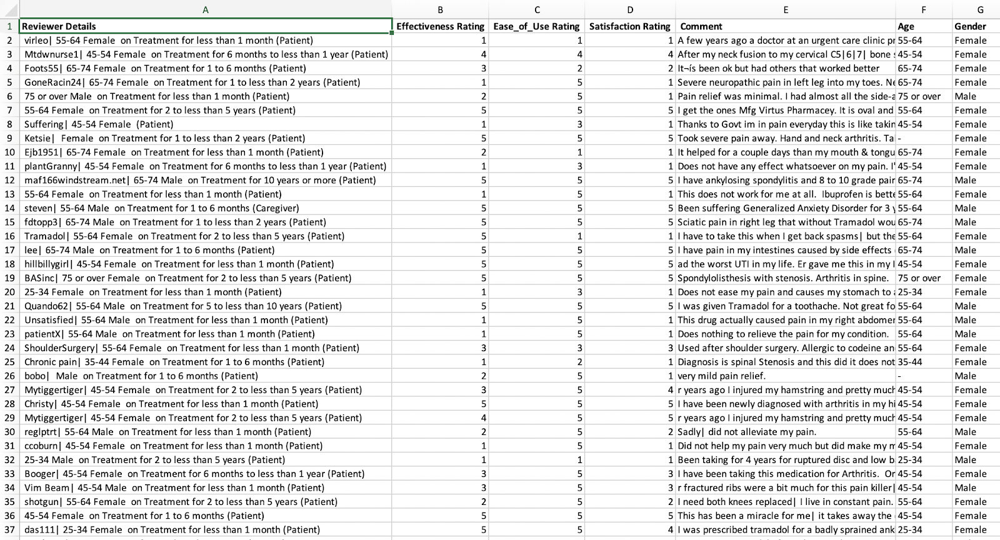 A B C D E F G
1 Reviewer Details Effectiveness Rating Ease_of_Use Rating Satisfaction Rating Comment Age Gender
2 virleo| 55-64 Female on Treatment for less than 1 month (Patient) 1 1 1 A few years ago a doctor at an urgent care clinic pr 55-64 Female
3 Mtdwnurse1| 45-54 Female on Treatment for 6 months to less than 1 year (Patient) 4 4 4 After my neck fusion to my cervical C5|6|7| bone 45-54 Female
4 Foots55| 65-74 Female on Treatment for 1 to 6 months (Patient) 3 2 2 It¬ís been ok but had others that worked better 65-74 Female
5 GoneRacin24| 65-74 Female on Treatment for 1 to less than 2 years (Patient) 1 5 1 Severe neuropathic pain in left leg into my toes. Ne 65-74 Female
6 75 or over Male on Treatment for less than 1 month (Patient) 2 5 1 Pain relief was minimal. I had almost all the side-a 75 or over Male
7 55-64 Female on Treatment for 2 to less than 5 years (Patient) 5 5 5 I get the ones Mfg Virtus Pharmacey. It is oval and 55-64 Female
8 Suffering| 45-54 Female (Patient) 1 3 1 Thanks to Govt im in pain everyday this is like takin 45-54 Female
9 Ketsie| Female on Treatment for 1 to less than 2 years (Patient) 5 5 5 Took severe pain away. Hand and neck arthritis. Ta - Female
10 Ejb1951| 65-74 Female on Treatment for less than 1 month (Patient) 2 1 1 It helped for a couple days than my mouth & tongu 65-74 Female
11 plantGranny| 45-54 Female on Treatment for 6 months to less than 1 year (Patient) 1 3 1 Does not have any effect whatsoever on my pain. I' 45-54 Female
12 maf166windstream.net| 65-74 Male on Treatment for 10 years or more (Patient) 5 5 5 I have ankylosing spondylitis and 8 to 10 grade pair 65-74 Male
13 55-64 Female on Treatment for less than 1 month (Patient) 1 5 1 This does not work for me at all. Ibuprofen is bette 55-64 Female
14 steven| 55-64 Male on Treatment for 1 to 6 months (Caregiver) 5 5 5 Been suffering Generalized Anxiety Disorder for 3 y 55-64 Male
15 fdtopp3| 65-74 Male on Treatment for 1 to less than 2 years (Patient) 5 5 5 Sciatic pain in right leg that without Tramadol wou 65-74 Male
16 Tramadol| 55-64 Female on Treatment for 2 to less than 5 years (Patient) 5 1 1 I have to take this when I get back spasms| but the 55-64 Female
17 lee| 65-74 Male on Treatment for 1 to 6 months (Patient) 5 5 5 I have pain in my intestines caused by side effects 65-74 Male
18 hillbillygirl| 45-54 Female on Treatment for less than 1 month (Patient) 5 5 5 ad the worst UTI in my life. Er gave me this in my I 45-54 Female
19 BASinc| 75 or over Female on Treatment for 2 to less than 5 years (Patient) 5 5 5 Spondylolisthesis with stenosis. Arthritis in spine. 75 or over Female
20 25-34 Female on Treatment for less than 1 month (Patient) 1 3 1 Does not ease my pain and causes my stomach to 25-34 Female
21 Quando62| 55-64 Male on Treatment for 5 to less than 10 years (Patient) 5 5 5 I was given Tramadol for a toothache. Not great fo 55-64 Male
22 Unsatisfied| 55-64 Male on Treatment for less than 1 month (Patient) 1 5 1 This drug actually caused pain in my right abdomer 55-64 Male
23 patientX| 55-64 Male on Treatment for less than 1 month (Patient) 1 5 1 Does nothing to relieve the pain for my condition. 55-64 Male
24 ShoulderSurgery| 55-64 Female on Treatment for less than 1 month (Patient) 3 3 3 Used after shoulder surgery. Allergic to codeine an 55-64 Female
25 Chronic pain| 35-44 Female on Treatment for 1 to 6 months (Patient) 1 2 1 Diagnosis is spinal Stenosis and this did it does not 35-44 Female
26 bobo| Male on Treatment for 1 to 6 months (Patient) 2 5 1 very mild pain relief. - Male
27 Mytiggertiger| 45-54 Female on Treatment for 2 to less than 5 years (Patient) 3 5 4 r years ago I injured my hamstring and pretty much 45-54 Female
28 Christy| 45-54 Female on Treatment for less than 1 month (Patient) 5 5 5 I have been newly diagnosed with arthritis in my hi 45-54 Female
29 Mytiggertiger| 45-54 Female on Treatment for 2 to less than 5 years (Patient) 4 5 5 r years ago I injured my hamstring and pretty much 45-54 Female
30 reglptrt| 55-64 Male on Treatment for less than 1 month (Patient) 2 5 2 Sadly| did not alleviate my pain. 55-64 Male
31 ccoburn| 45-54 Female on Treatment for less than 1 month (Patient) 1 5 1 Did not help my pain very much but did make my m 45-54 Female
32 25-34 Male on Treatment for 2 to less than 5 years (Patient) 1 1 1 Been taking for 4 years for ruptured disc and low b 25-34 Male
33 Booger| 45-54 Female on Treatment for 6 months to less than 1 year (Patient) 3 5 3 I have been taking this medication for Arthritis. Or 45-54 Female
34 Vim Beam| 45-54 Male on Treatment for less than 1 month (Patient) 3 5 3 r fractured ribs were a bit much for this pain killer| 45-54 Male
35 shotgun| 55-64 Female on Treatment for 2 to less than 5 years (Patient) 2 5 2 I need both knees replaced| I live in constant pain. 55-64 Female
36 45-54 Female on Treatment for 1 to 6 months (Patient) 5 5 5 This has been a miracle for me| it takes away the 45-54 Female
37 das111| 25-34 Female on Treatment for less than 1 month (Patient) 5 5 4 I was prescribed tramadol for a badly sprained ank 25-34 Female